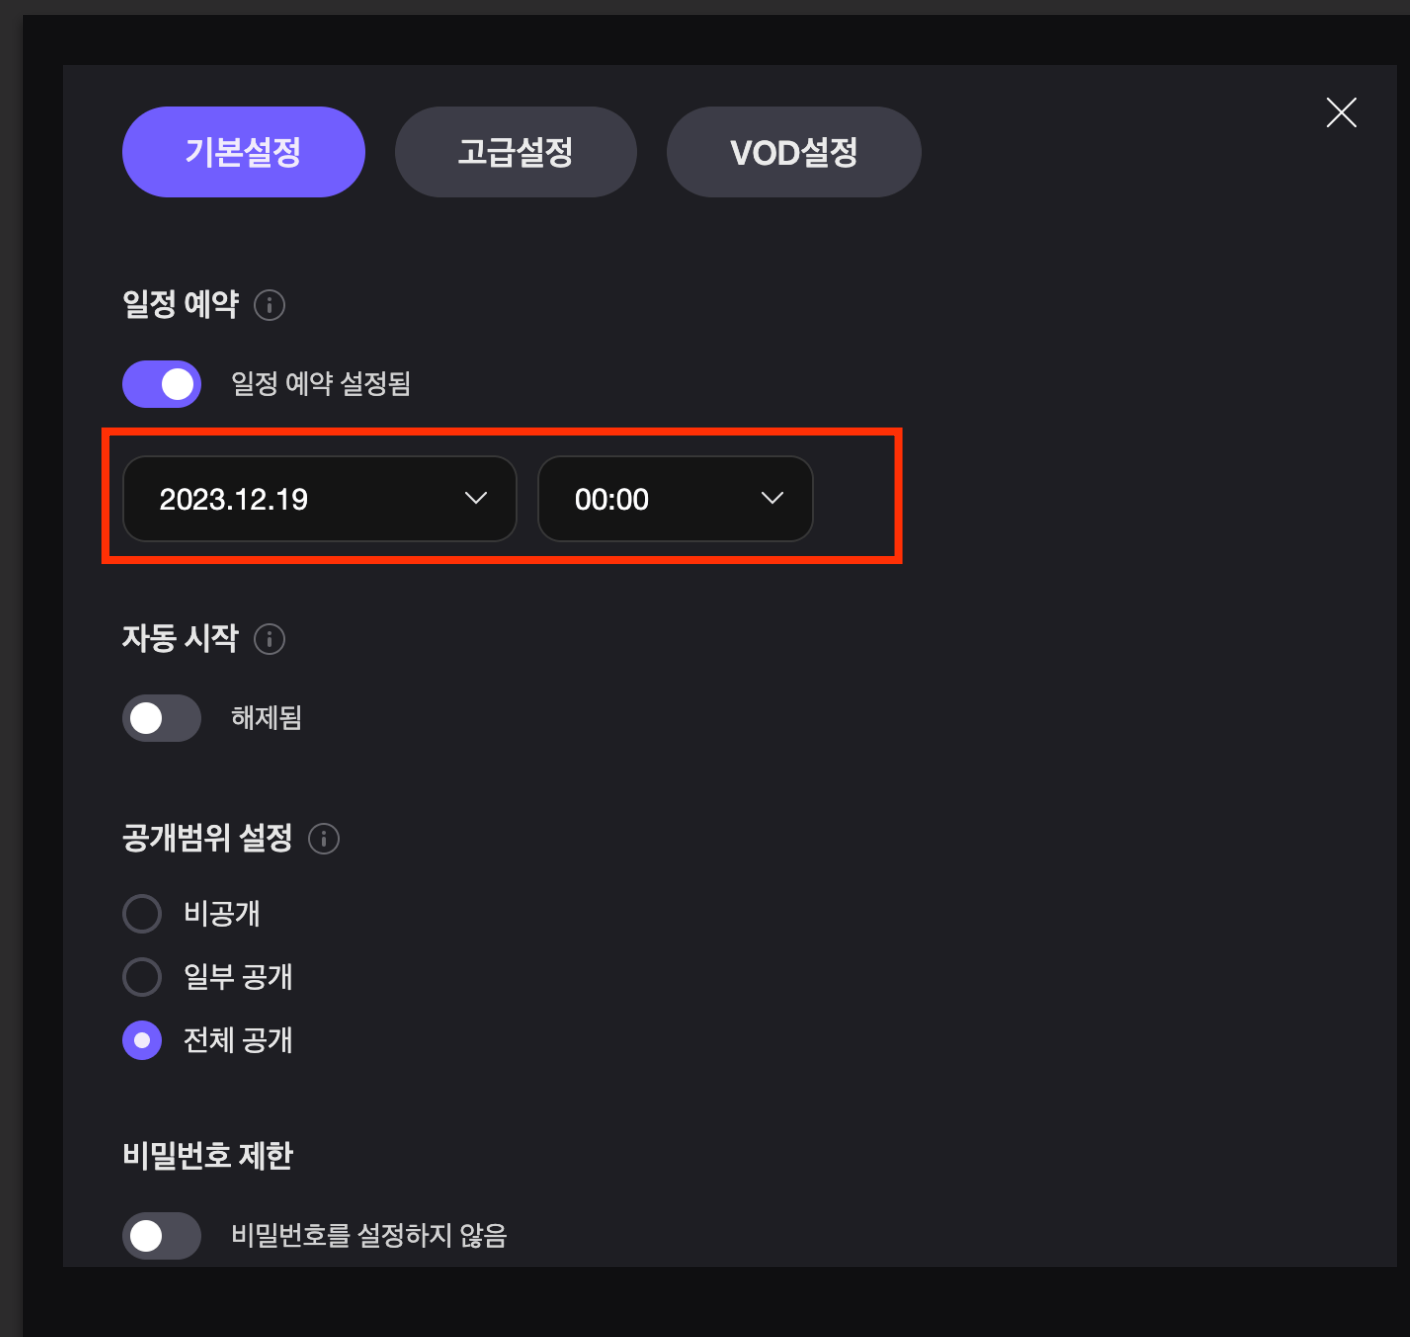 기본설정 고급설정 VOD설정
일정 예약
일정 예약 설정됨
2023.12.19 00:00
자동 시작
해제됨
공개범위 설정
비공개
일부 공개
전체 공개
비밀번호 제한
비밀번호를 설정하지 않음